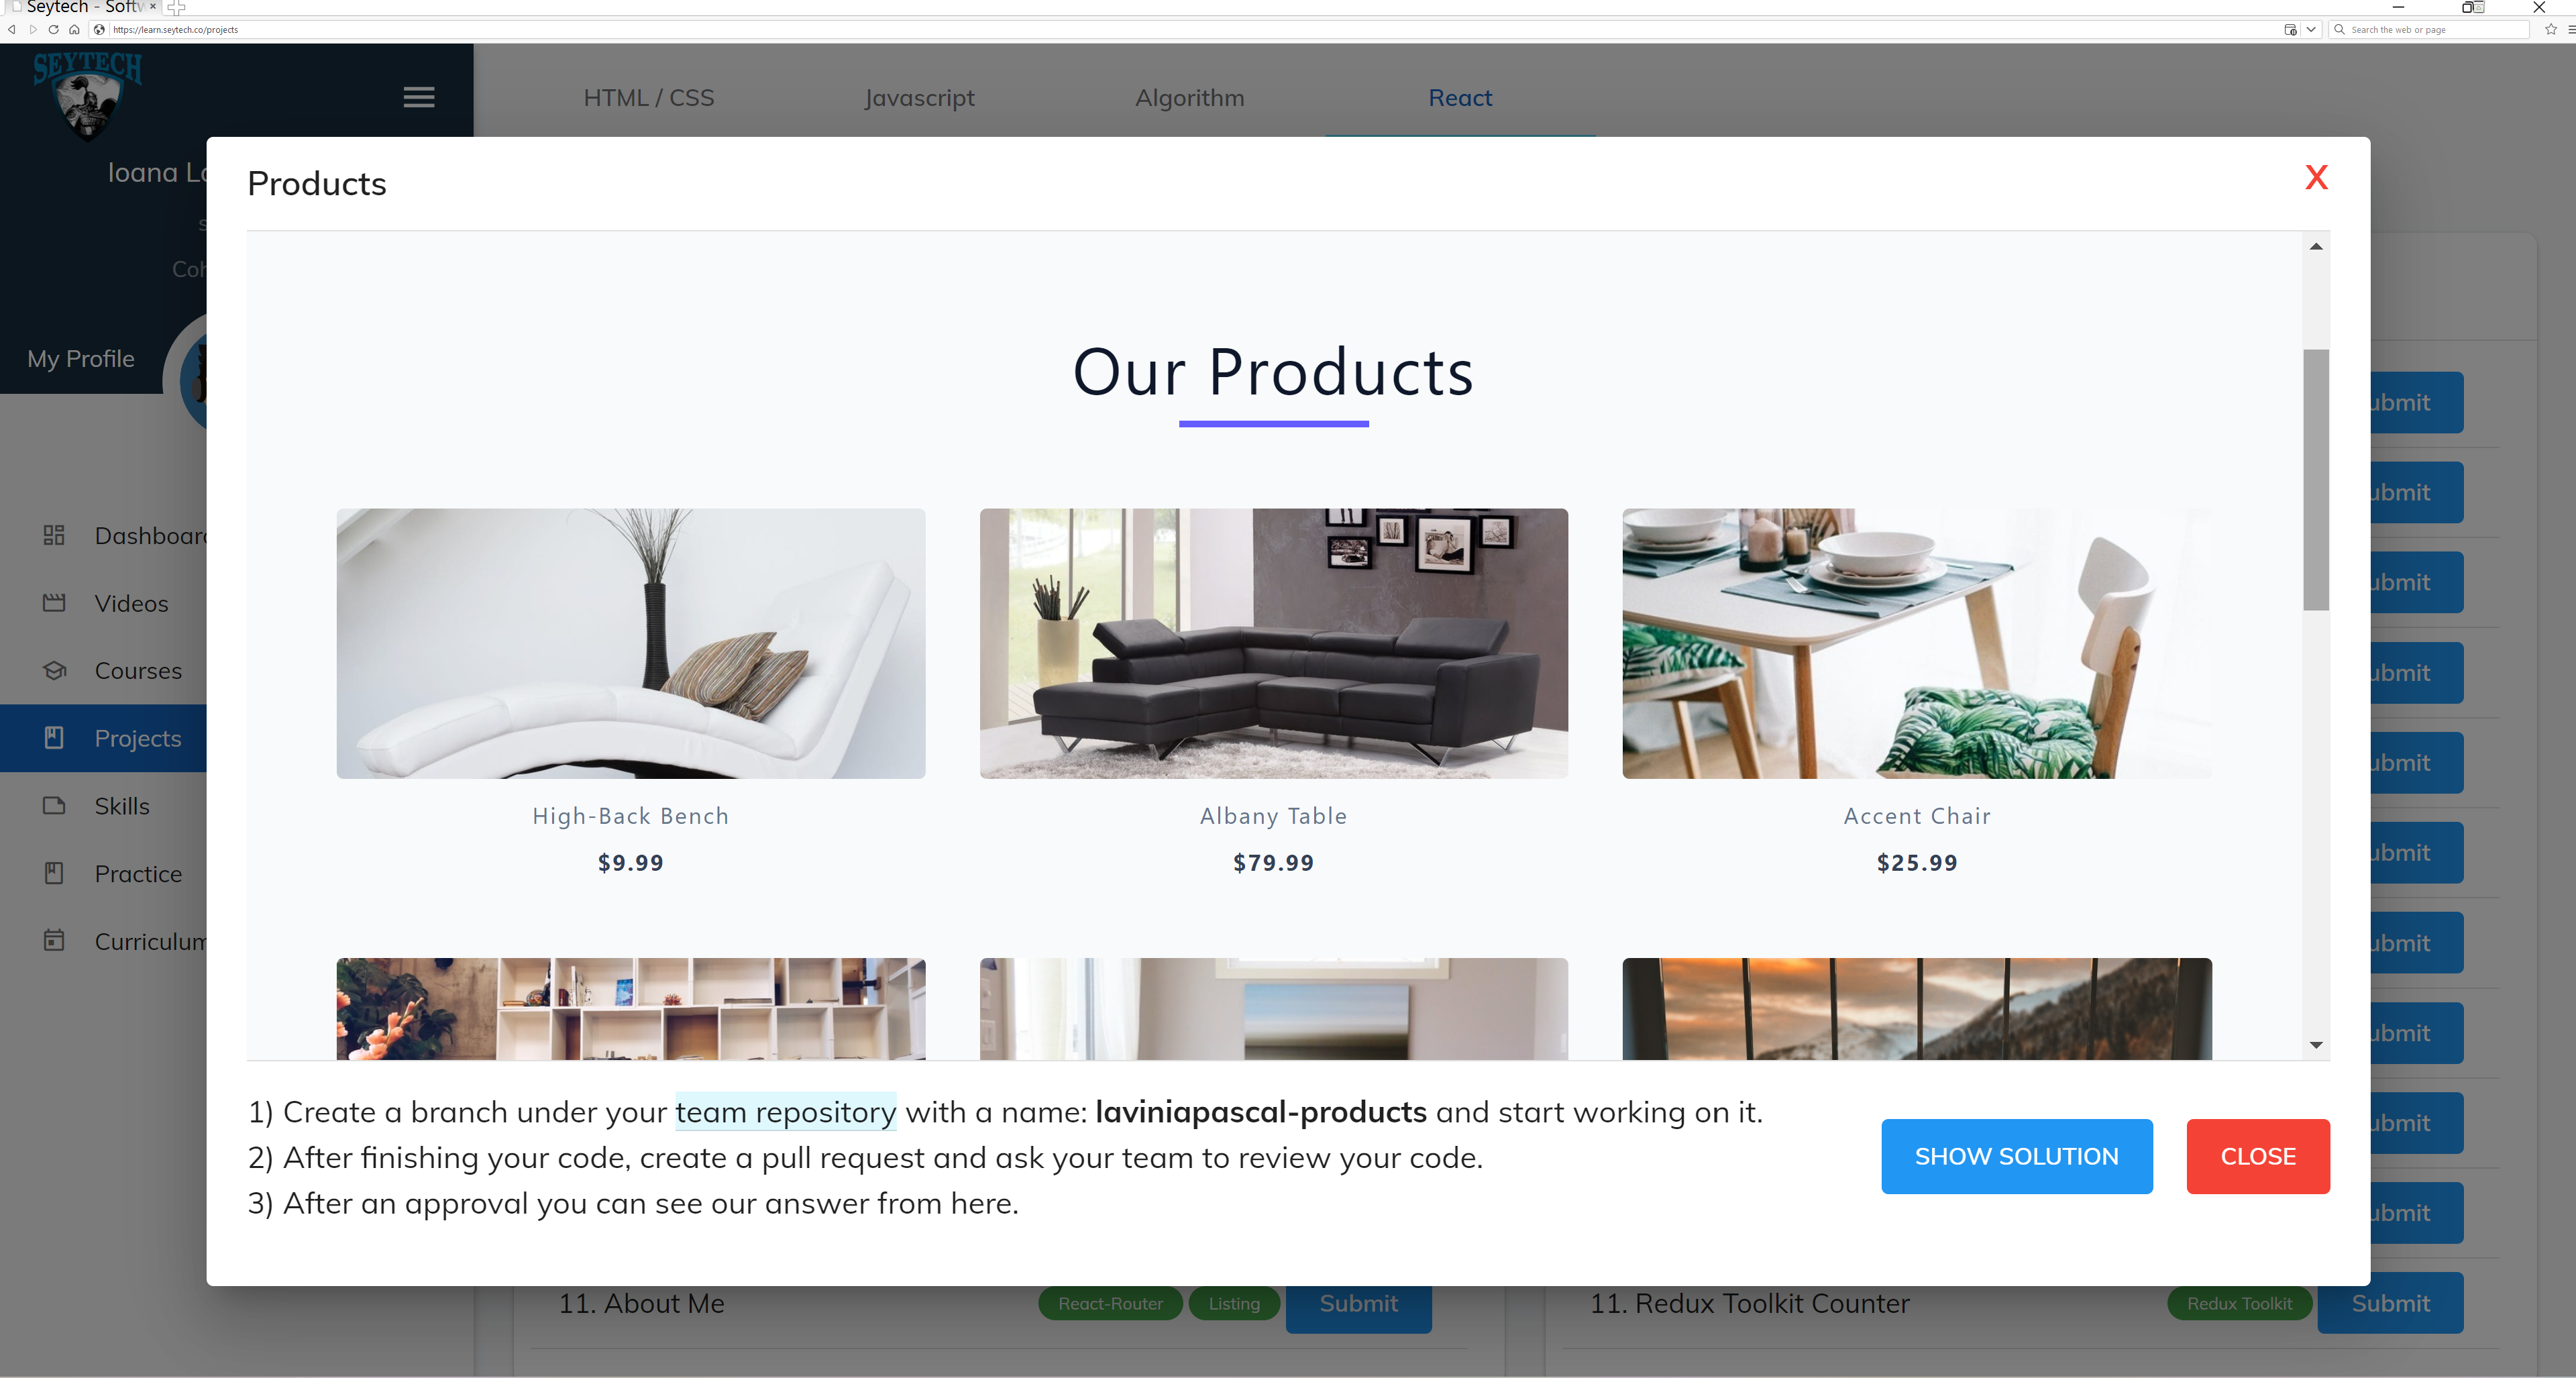 Seytech - Softw
https://learn.seytech.co/projects
Search the web or page
SEYTECH
HTML / CSS
Javascript
Algorithm
React
Ioana
Products
X
My Profile
Our Products
Dashboard
Videos
Courses
Projects
Skills
Practice
Curriculum
High-Back Bench
Albany Table
Accent Chair
$9.99
$79.99
$25.99
ubmit
ubmit
ubmit
ubmit
ubmit
ubmit
ubmit
ubmit
ubmit
ubmit
1) Create a branch under your team repository with a name: laviniapascal-products and start working on it.
2) After finishing your code, create a pull request and ask your team to review your code.
3) After an approval you can see our answer from here.
SHOW SOLUTION
CLOSE
11. About Me
React-Router
Listing
Submit
11. Redux Toolkit Counter
Redux Toolkit
Submit